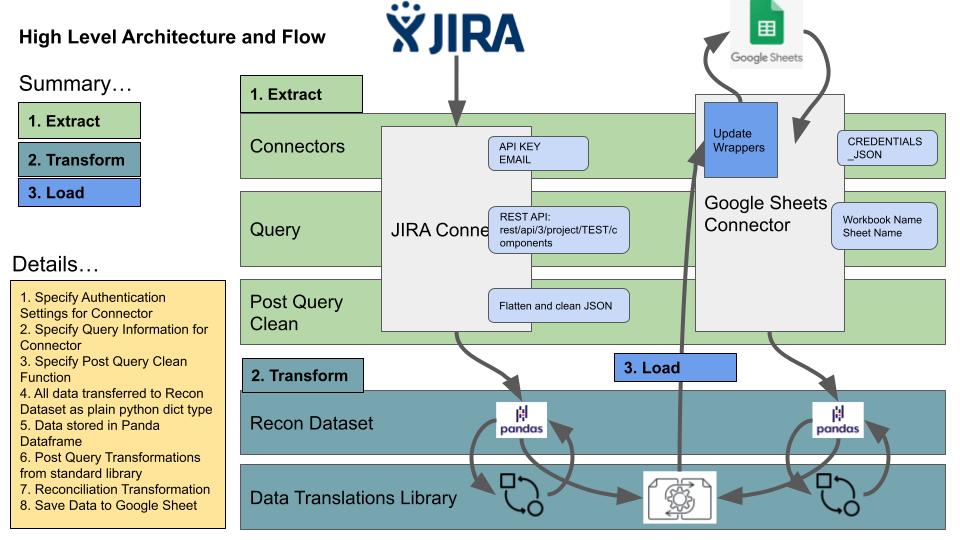 High Level Architecture and Flow
JIRA
Google Sheets
Summary…
1. Extract
2. Transform
3. Load
1. Extract
Connectors
API KEY
EMAIL
Update
Wrappers
CREDENTIALS
_JSON
Query
JIRA Conne
REST API:
rest/api/3/project/TEST/c
omponents
Google Sheets
Connector
Workbook Name
Sheet Name
Post Query
Clean
Flatten and clean JSON
Details…
1. Specify Authentication
Settings for Connector
2. Specify Query Information for
Connector
3. Specify Post Query Clean
Function
4. All data transferred to Recon
Dataset as plain python dict type
5. Data stored in Panda
Dataframe
6. Post Query Transformations
from standard library
7. Reconciliation Transformation
8. Save Data to Google Sheet
2. Transform
3. Load
Recon Dataset
pandas
pandas
Data Translations Library